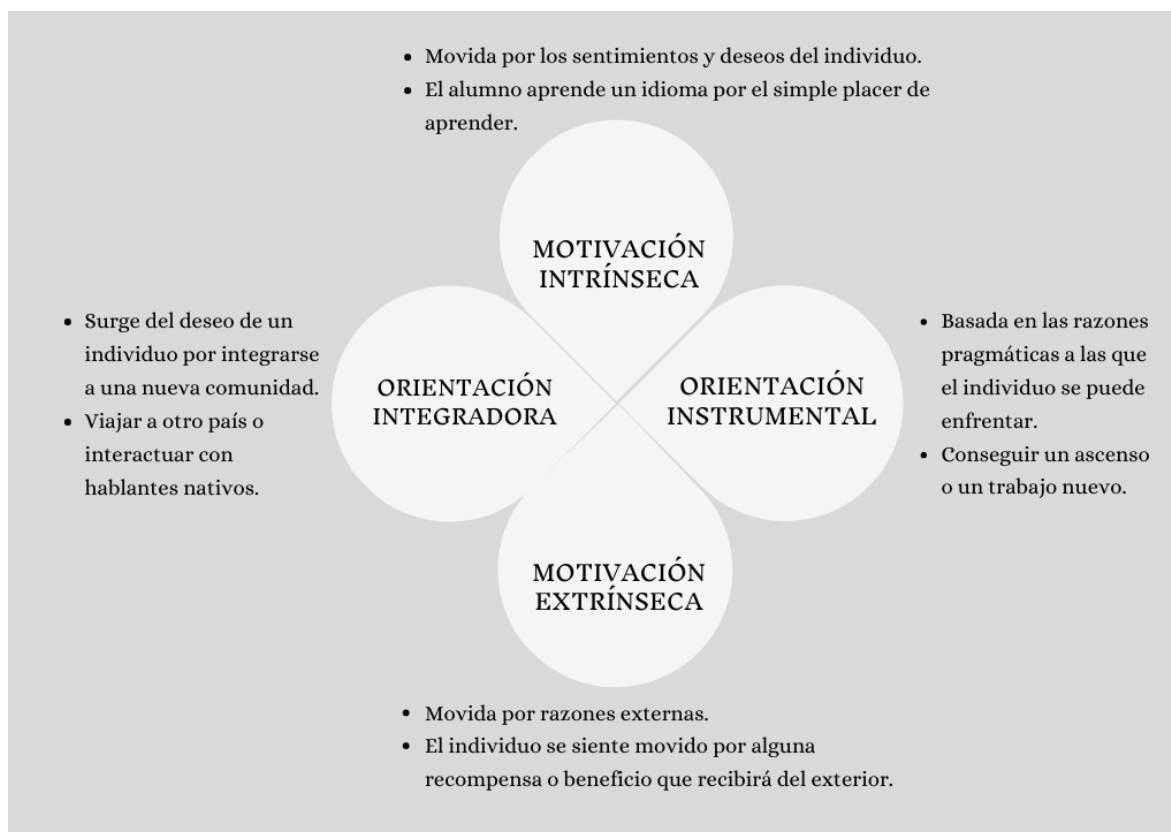 • Movida por los sentimientos y deseos del individuo.
• El alumno aprende un idioma por el simple placer de
aprender.
MOTIVACIÓN
INTRÍNSECA
• Surge del deseo de un
individuo por integrarse
a una nueva comunidad.
• Viajar a otro país o
interactuar con
hablantes nativos.
ORIENTACIÓN
INTEGRADORA
ORIENTACIÓN
INSTRUMENTAL
• Basada en las razones
pragmáticas a las que
el individuo se puede
enfrentar.
• Conseguir un ascenso
o un trabajo nuevo.
MOTIVACIÓN
EXTRÍNSECA
• Movida por razones externas.
• El individuo se siente movido por alguna
recompensa o beneficio que recibirá del exterior.